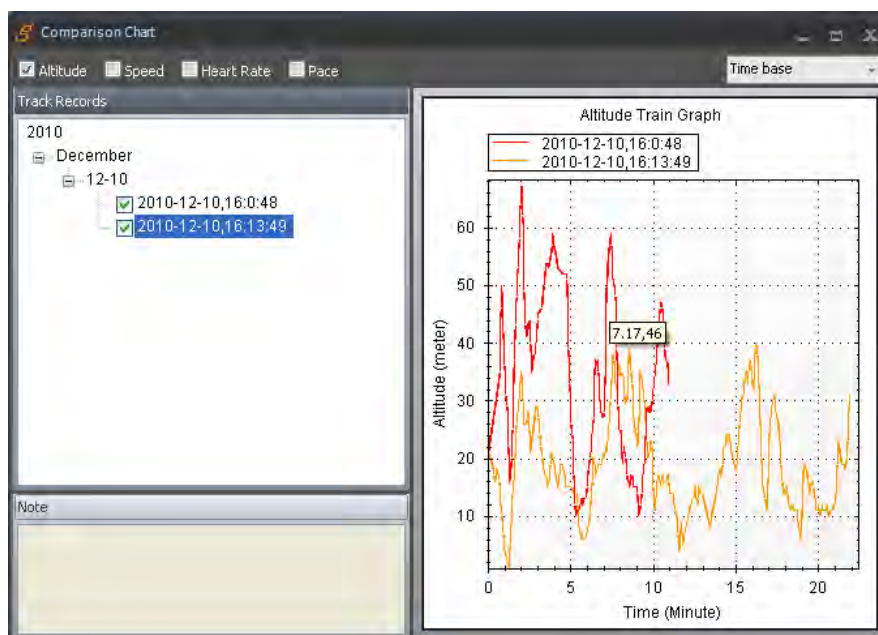 Comparison Chart
Altitude Speed Heart Rate Pace Time base
Track Records
2010
December
12-10
2010-12-10,16:0:48
2010-12-10,16:13:49
Note
Altitude Train Graph
2010-12-10,16:0:48
2010-12-10,16:13:49
60
50
40
30
20
10
Altitude (meter)
7.17,46
0 5 10 15 20
Time (Minute)